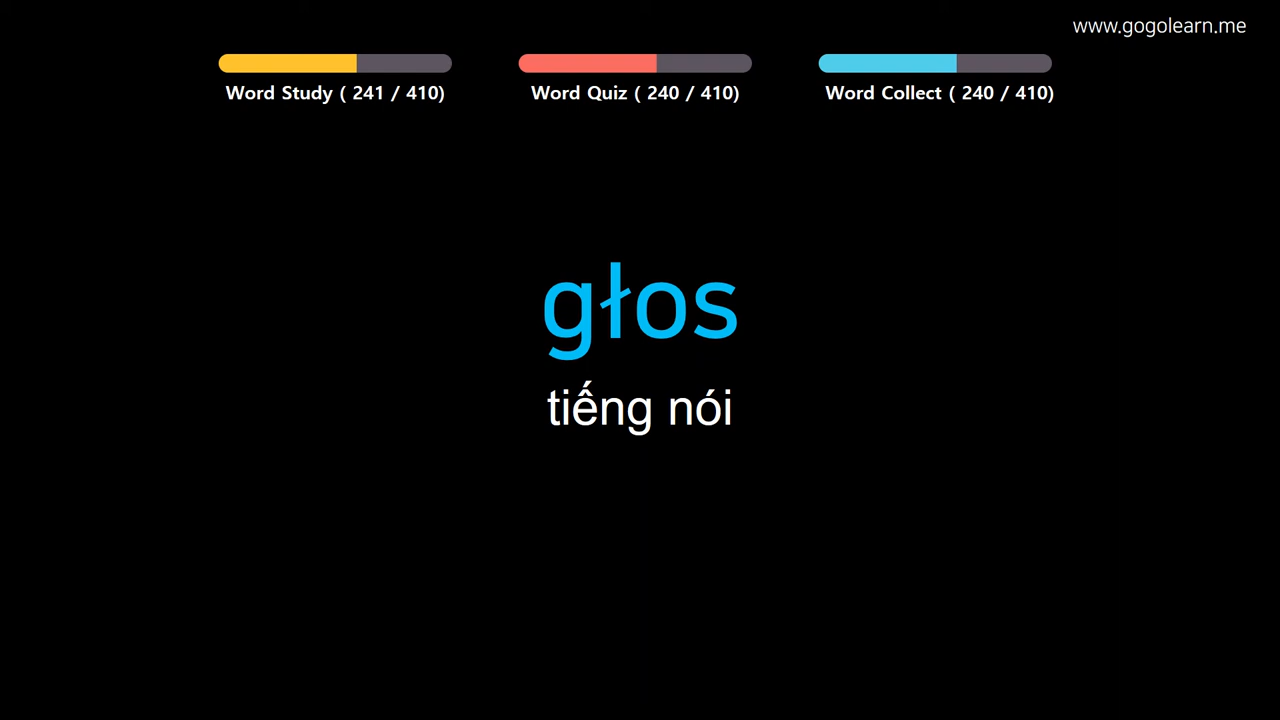 www.gogolearn.me
Word Study ( 241 / 410)
Word Quiz ( 240 / 410)
Word Collect ( 240 / 410)
głos
tiếng nói